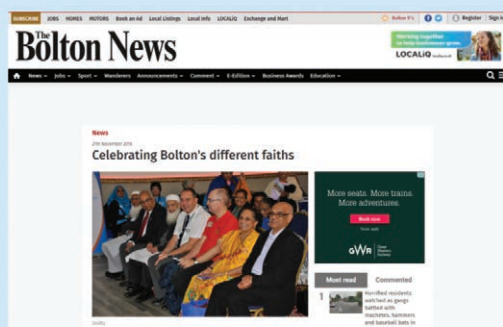 SUBSCRIBE JOBS HOMES MOTORS Book an Ad Local Listings Local Info LOCALiQ Exchange and Mart
Register Sign
The
Bolton News
Working together
to help businesses grow.
LOCALiQ
News Jobs Sport Wanderers Announcements Comment E-Edition Business Awards Education
News
Celebrating Bolton's different faiths
More seats. More trains.
More adventures.
Book now
GWR Great Western Railway
Most read Commented
1 Horrified residents
watched as gangs
battled with
machetes, hammers
and baseball bats in